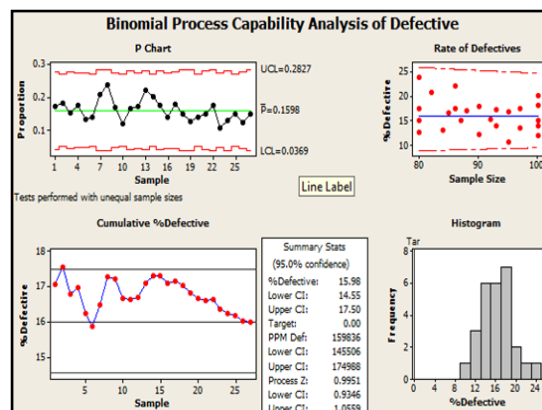 Binomial Process Capability Analysis of Defective
P Chart
Proportion
0.3
0.2
0.1
UCL=0.2827
P̄=0.1598
LCL=0.0369
1 4 7 10 13 16 19 22 25
Sample
Tests performed with unequal sample sizes
Line Label
Rate of Defectives
%Defective
25
20
15
10
80 90 100
Sample Size
Cumulative %Defective
%Defective
18
17
16
15
5 10 15 20 25
Sample
Summary Stats
(95.0% confidence)
%Defective: 15.98
Lower CI: 14.55
Upper CI: 17.50
Target: 0.00
PPM Def: 159836
Lower CI: 145506
Upper CI: 174988
Process Z: 0.9951
Lower CI: 0.9346
Upper CI: 1.0559
Histogram
Tar
Frequency
8
6
4
2
0
0 4 8 12 16 20 24
%Defective